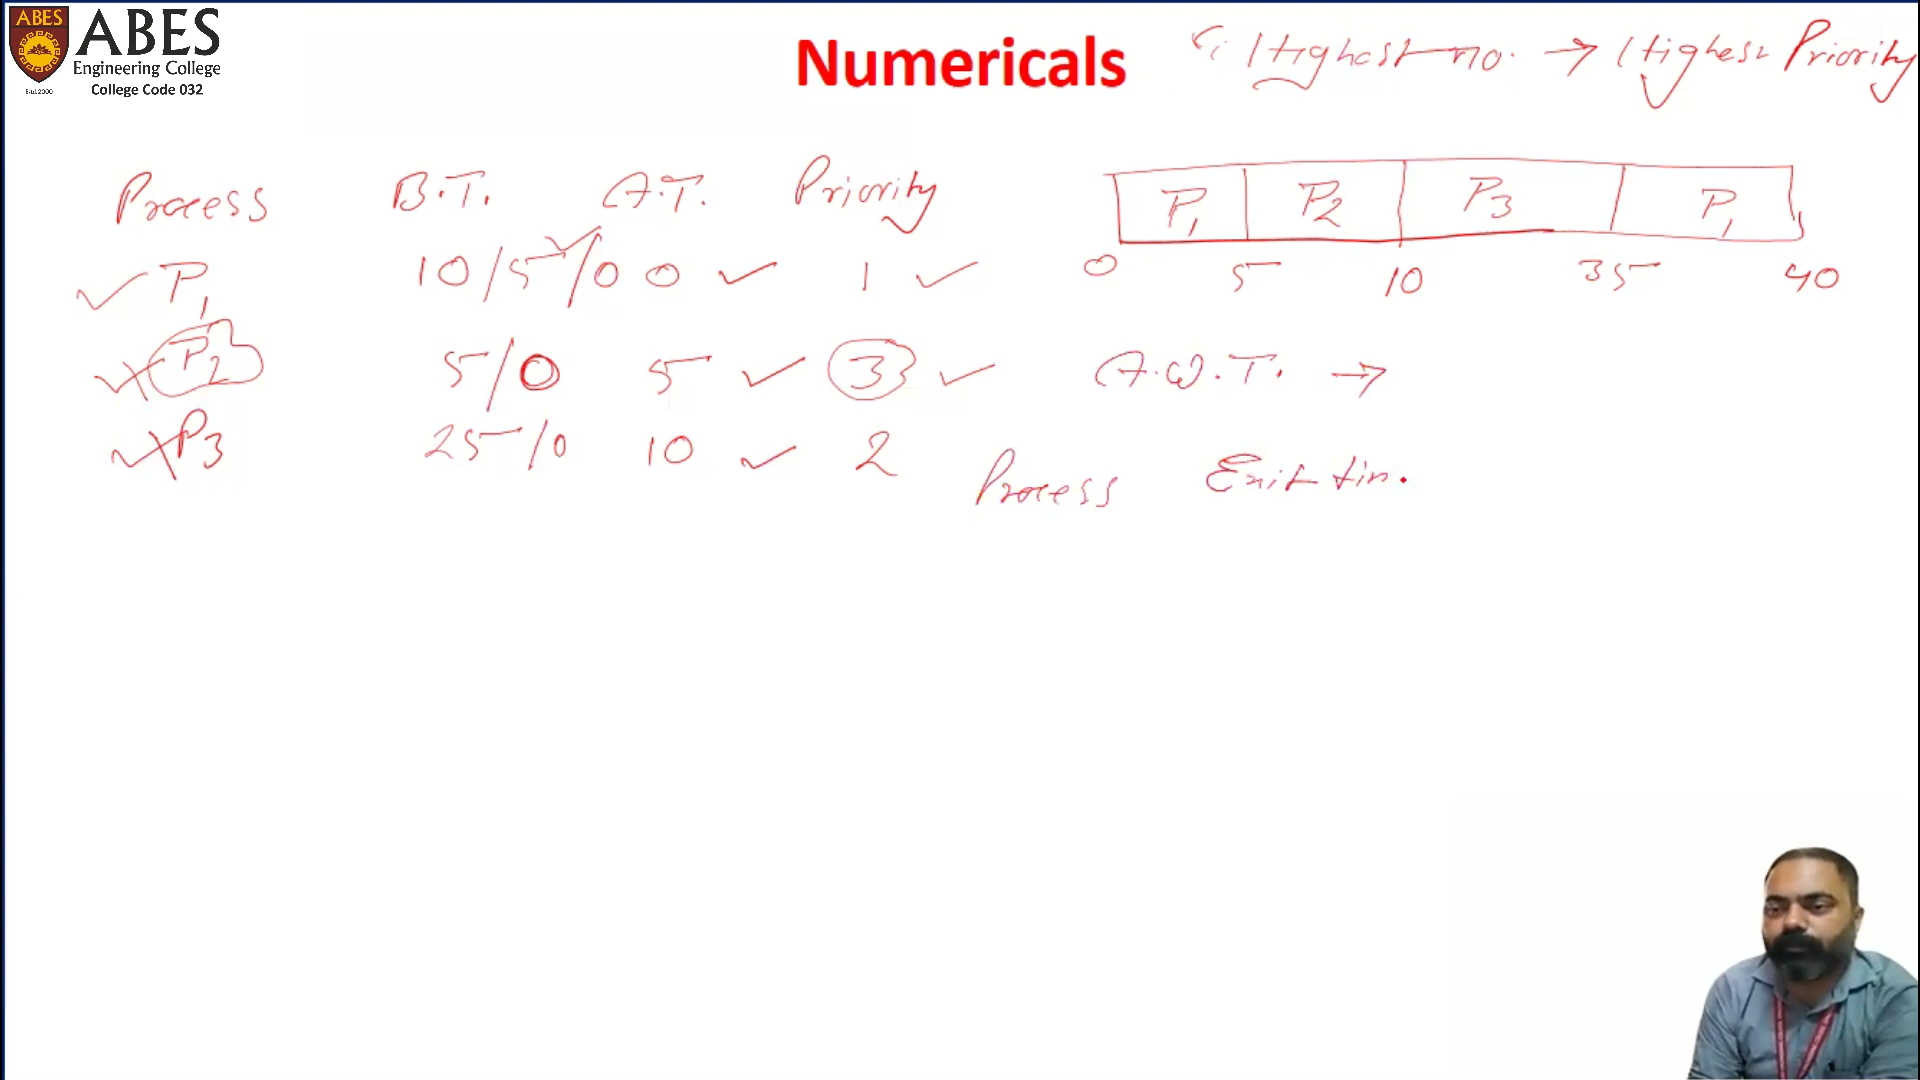 ABES
ABES
Engineering College
College Code 032
Estd.2000
Numericals
Highest no. → Highest Priority
Process B.T. A.T. Priority
P1 10/5/0 0 1
P2 5/0 5 3
P3 25/0 10 2
P1 P2 P3 P1
0 5 10 35 40
A.W.T. →
Process Exit tim.